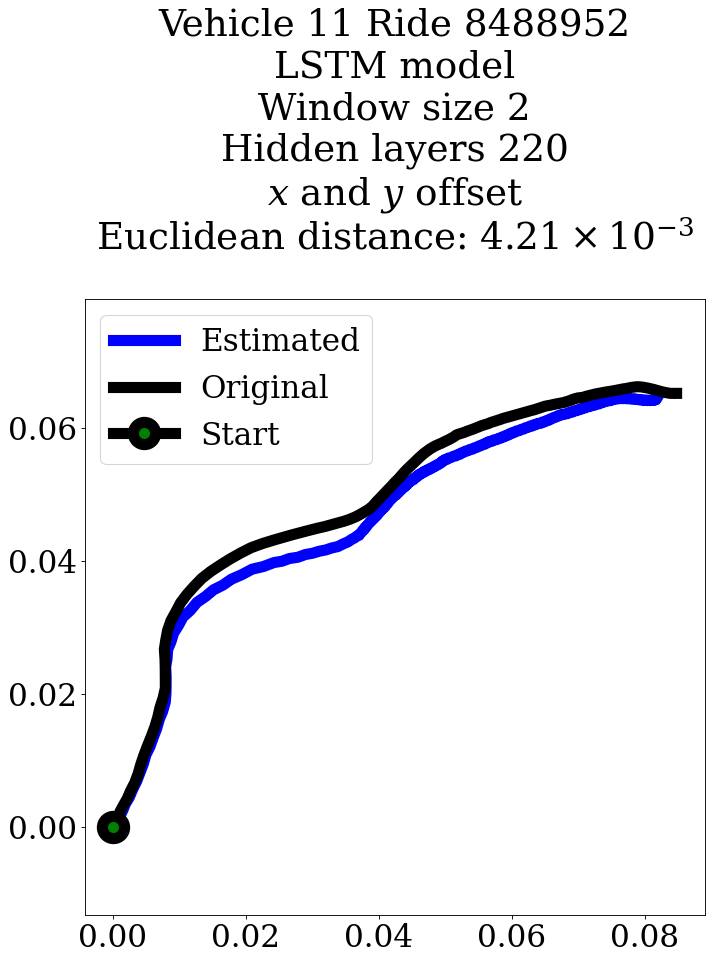 Vehicle 11 Ride 8488952
LSTM model
Window size 2
Hidden layers 220
x and y offset
Euclidean distance: 4.21 × 10⁻³
Estimated
Original
Start
0.06
0.04
0.02
0.00
0.00 0.02 0.04 0.06 0.08